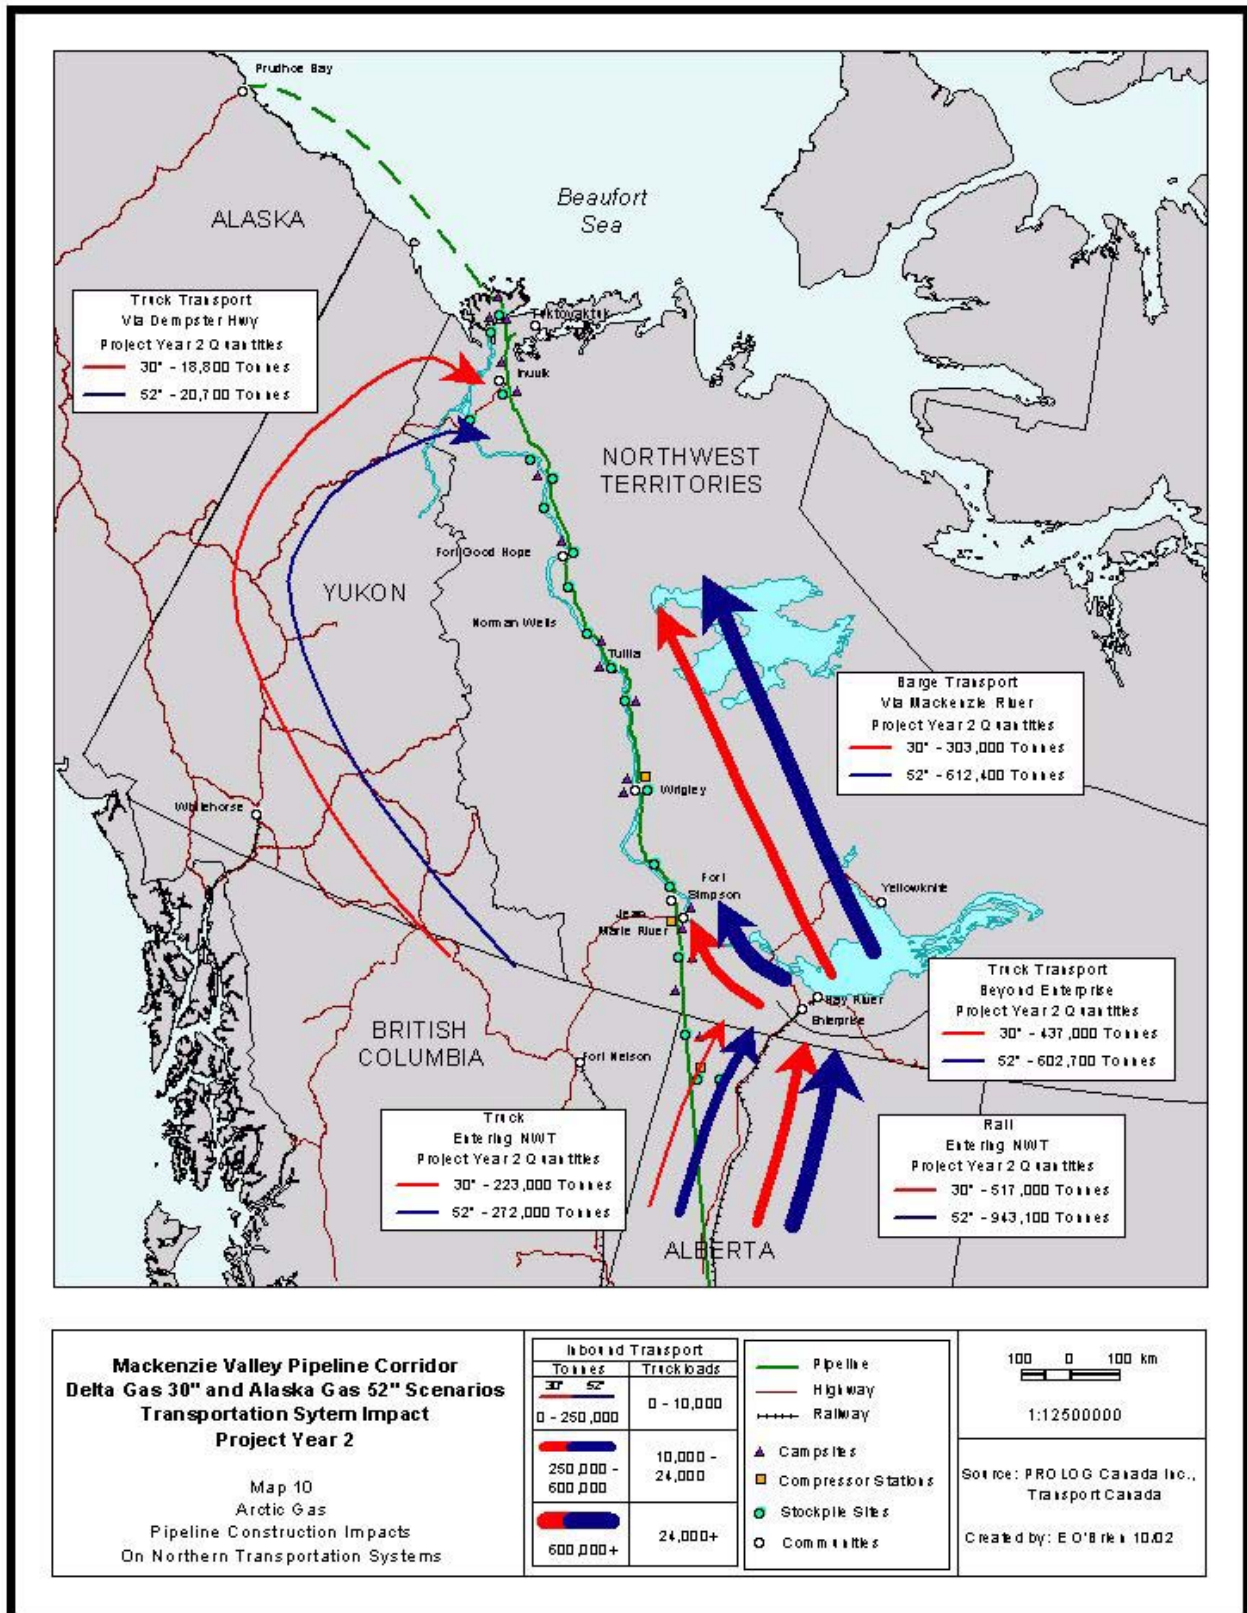 Prudhoe Bay
Beaufort
Sea
ALASKA
Truck Transport
Via Dempster Hwy
Project Year 2 Quantities
30" - 18,800 Tonnes
52" - 20,700 Tonnes
Tuktoyaktuk
Inuvik
NORTHWEST
TERRITORIES
Fort Good Hope
YUKON
Norman Wells
Tulita
Barge Transport
Via Mackenzie River
Project Year 2 Quantities
30" - 303,000 Tonnes
52" - 612,400 Tonnes
Wrigley
Whitehorse
Fort
Simpson
Yellowknife
Jean
Marie River
Truck Transport
Beyond Enterprise
Project Year 2 Quantities
30" - 437,000 Tonnes
52" - 602,700 Tonnes
Hay River
Enterprise
BRITISH
COLUMBIA
Fort Nelson
Truck
Entering NWT
Project Year 2 Quantities
30" - 223,000 Tonnes
52" - 272,000 Tonnes
Rail
Entering NWT
Project Year 2 Quantities
30" - 517,000 Tonnes
52" - 943,100 Tonnes
ALBERTA
Mackenzie Valley Pipeline Corridor
Delta Gas 30" and Alaska Gas 52" Scenarios
Transportation Sytem Impact
Project Year 2
Map 10
Arctic Gas
Pipeline Construction Impacts
On Northern Transportation Systems
Inbound Transport
Tonnes Truckloads
30" 52"
0 - 250,000 0 - 10,000
250,000 - 600,000 10,000 - 24,000
600,000+ 24,000+
Pipeline
Highway
Railway
Campsites
Compressor Stations
Stockpile Sites
Communities
100 0 100 km
1:12500000
Source: PROLOG Canada Inc.,
Transport Canada
Created by: E O'Brien 10/02